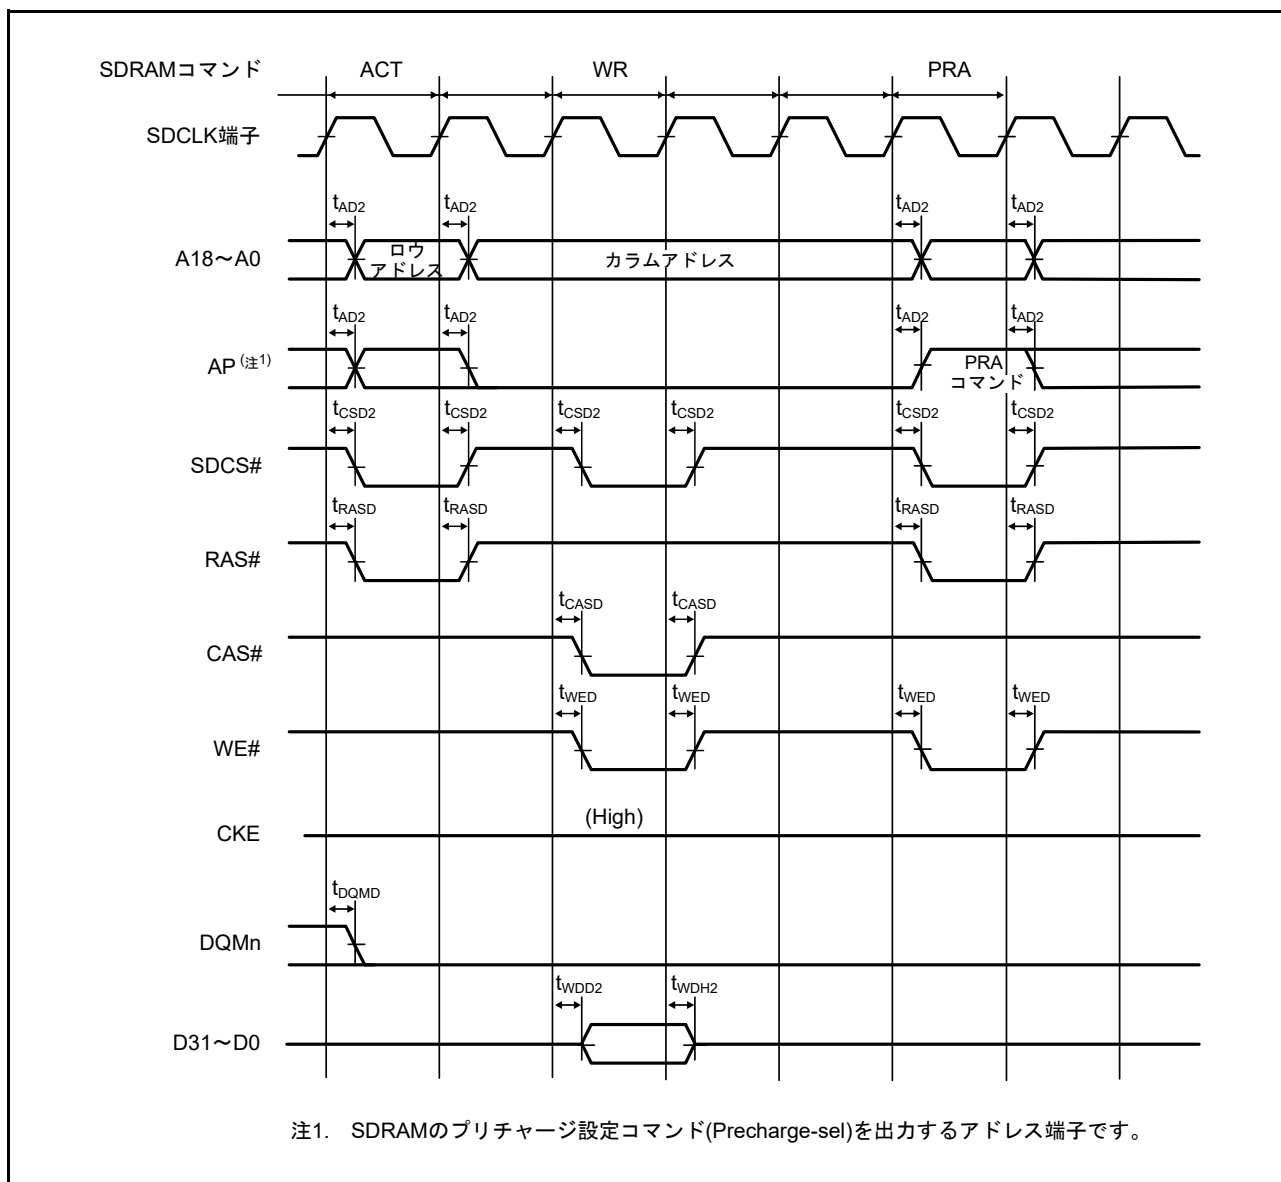 SDRAMコマンド ACT WR PRA
SDCLK端子
tAD2 tAD2 tAD2 tAD2
A18～A0 ロウ アドレス カラムアドレス
tAD2 tAD2 tAD2 tAD2
AP(注1) PRA コマンド
tCSD2 tCSD2 tCSD2 tCSD2 tCSD2 tCSD2
SDCS#
tRASD tRASD tRASD tRASD
RAS#
tCASD tCASD
CAS#
tWED tWED tWED tWED
WE#
(High)
CKE
tDQMD
DQMn
tWDD2 tWDH2
D31～D0
注1. SDRAMのプリチャージ設定コマンド(Precharge-sel)を出力するアドレス端子です。